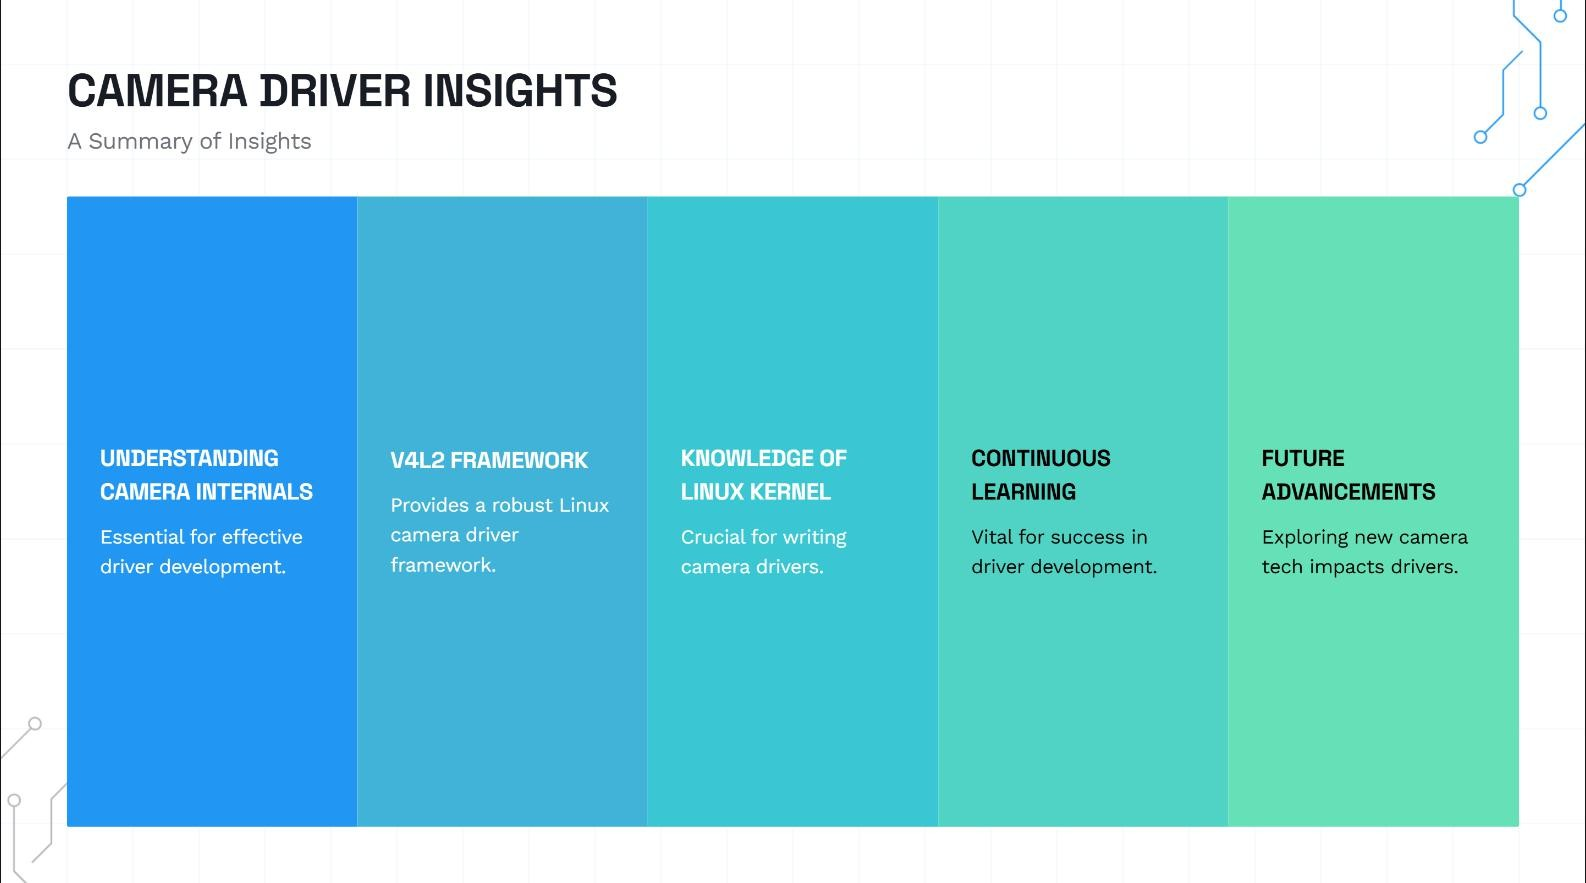 CAMERA DRIVER INSIGHTS
A Summary of Insights
UNDERSTANDING
CAMERA INTERNALS
Essential for effective
driver development.
V4L2 FRAMEWORK
Provides a robust Linux
camera driver
framework.
KNOWLEDGE OF
LINUX KERNEL
Crucial for writing
camera drivers.
CONTINUOUS
LEARNING
Vital for success in
driver development.
FUTURE
ADVANCEMENTS
Exploring new camera
tech impacts drivers.